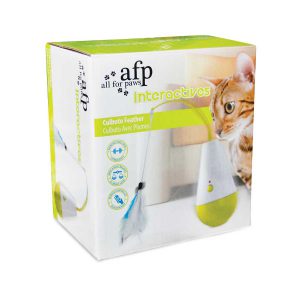 afp
all for paws
interactives
Culbuto Feather
Culbuto Avec Plumes